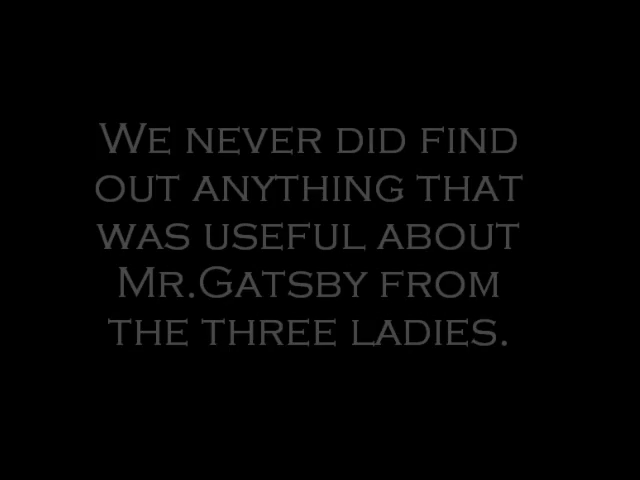 We never did find
out anything that
was useful about
Mr.Gatsby from
the three ladies.